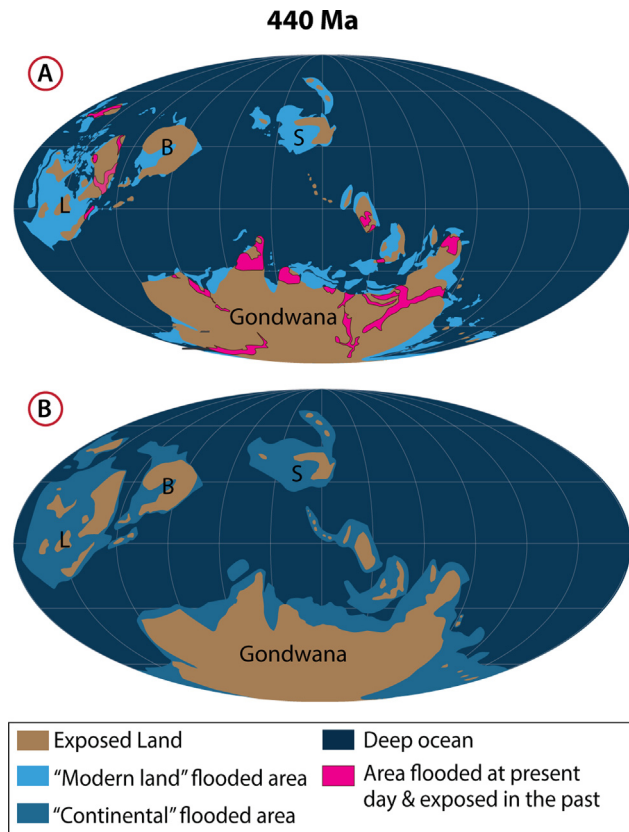 440 Ma
A
B
S
L
Gondwana
B
B
S
L
Gondwana
Exposed Land
Deep ocean
"Modern land" flooded area
Area flooded at present
day & exposed in the past
"Continental" flooded area